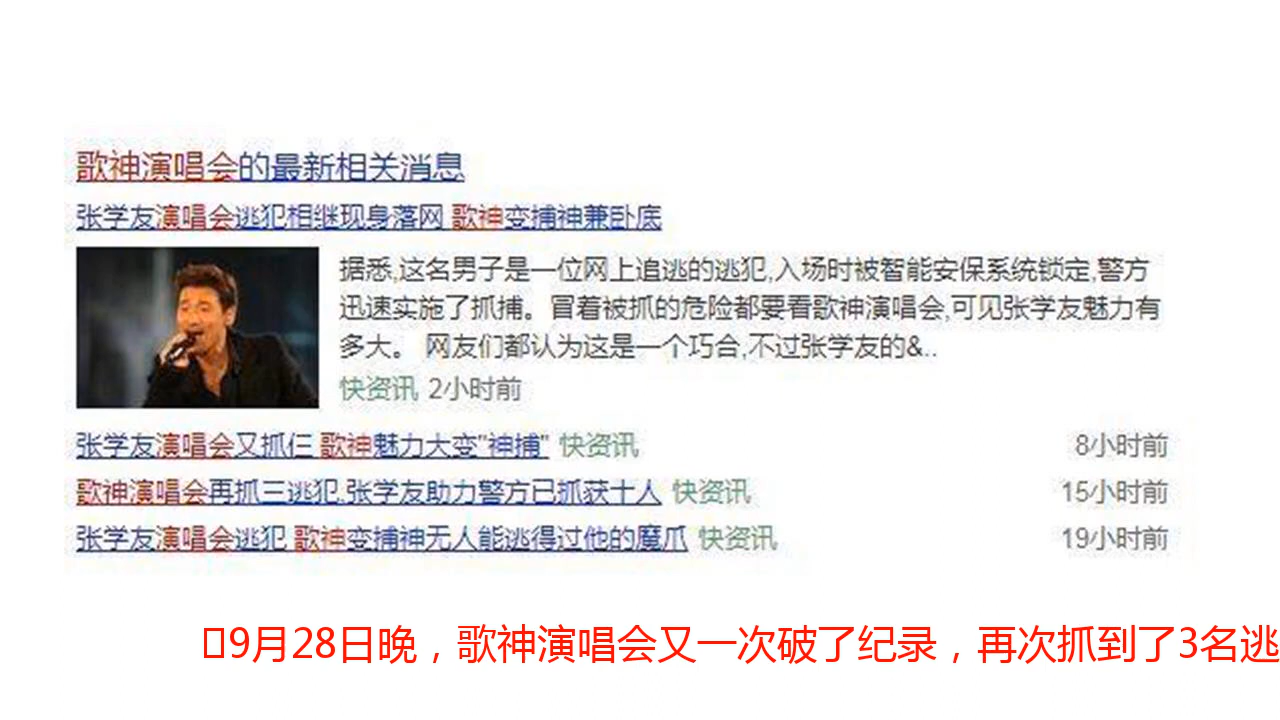 歌神演唱会的最新相关消息
张学友演唱会逃犯相继现身落网 歌神变捕神兼卧底
据悉,这名男子是一位网上追逃的逃犯,入场时被智能安保系统锁定,警方
迅速实施了抓捕。冒着被抓的危险都要看歌神演唱会,可见张学友魅力有
多大。 网友们都认为这是一个巧合,不过张学友的&..
快资讯 2小时前
张学友演唱会又抓仨 歌神魅力大变"神捕" 快资讯 8小时前
歌神演唱会再抓三逃犯.张学友助力警方已抓获十人 快资讯 15小时前
张学友演唱会逃犯 歌神变捕神无人能逃得过他的魔爪 快资讯 19小时前
9月28日晚，歌神演唱会又一次破了纪录，再次抓到了3名逃